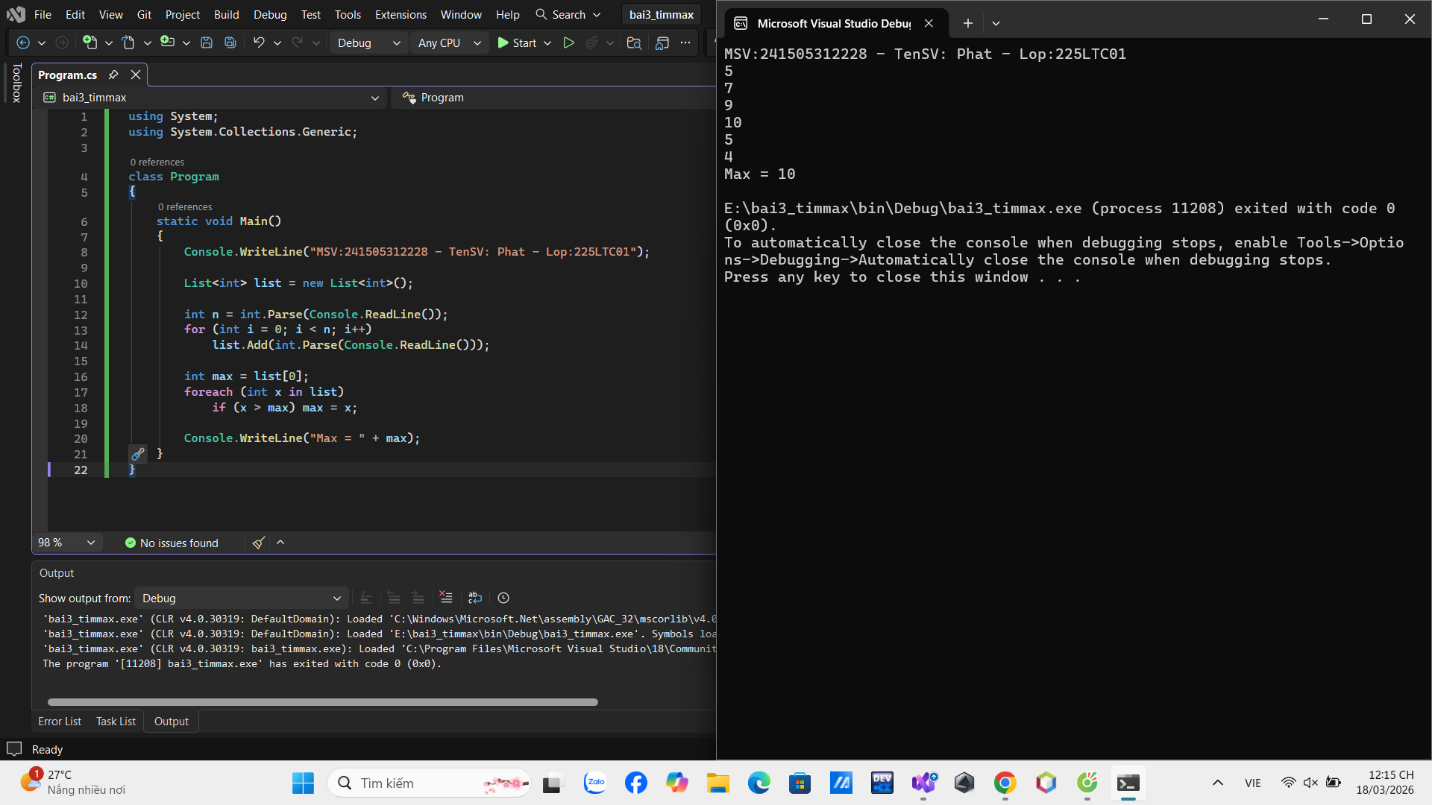 File Edit View Git Project Build Debug Test Tools Extensions Window Help Search bai3_timmax
Debug Any CPU Start
Toolbox
Program.cs
bai3_timmax Program
1 using System;
2 using System.Collections.Generic;
3
0 references
4 class Program
5 {
0 references
6 static void Main()
7 {
8 Console.WriteLine("MSV:241505312228 - TenSV: Phat - Lop:225LTC01");
9
10 List<int> list = new List<int>();
11
12 int n = int.Parse(Console.ReadLine());
13 for (int i = 0; i < n; i++)
14 list.Add(int.Parse(Console.ReadLine()));
15
16 int max = list[0];
17 foreach (int x in list)
18 if (x > max) max = x;
19
20 Console.WriteLine("Max = " + max);
21 }
22 }
98 % No issues found
Output
Show output from: Debug
'bai3_timmax.exe' (CLR v4.0.30319: DefaultDomain): Loaded 'C:\Windows\Microsoft.Net\assembly\GAC_32\mscorlib\v4.0
'bai3_timmax.exe' (CLR v4.0.30319: DefaultDomain): Loaded 'E:\bai3_timmax\bin\Debug\bai3_timmax.exe'. Symbols loa
'bai3_timmax.exe' (CLR v4.0.30319: bai3_timmax.exe): Loaded 'C:\Program Files\Microsoft Visual Studio\18\Communit
The program '[11208] bai3_timmax.exe' has exited with code 0 (0x0).
Error List Task List Output
Ready
Microsoft Visual Studio Debug
MSV:241505312228 - TenSV: Phat - Lop:225LTC01
5
7
9
10
5
4
Max = 10
E:\bai3_timmax\bin\Debug\bai3_timmax.exe (process 11208) exited with code 0
(0x0).
To automatically close the console when debugging stops, enable Tools->Optio
ns->Debugging->Automatically close the console when debugging stops.
Press any key to close this window . . .
1
27°C
Nắng nhiều nơi
Tìm kiếm
Zalo
DEV
VIE
12:15 CH
18/03/2026